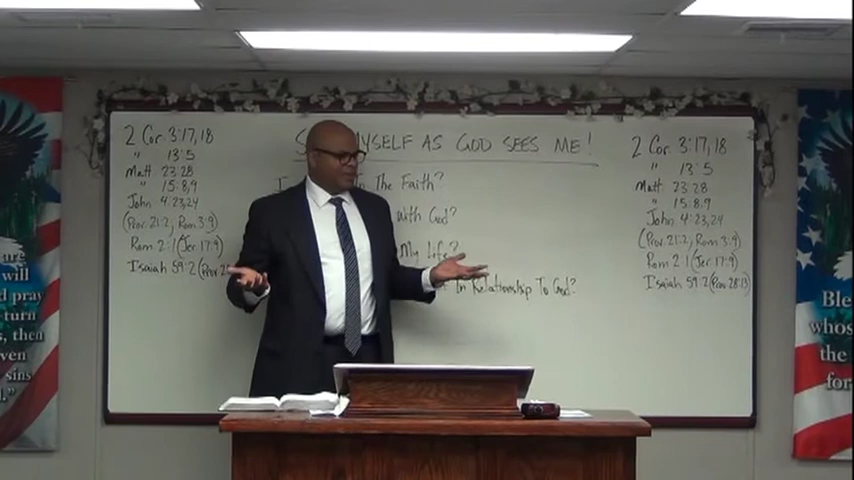 2 Cor. 3:17,18
" 13:5
Matt 23:28
" 15:8,9
John 4:23,24
(Prov. 21:2, Rom 3:9)
Rom 2:1 (Jer. 17:9)
Isaiah 59:2 (Prov.
MYSELF AS GOD SEES ME!
I In The Faith?
With God?
My Life?
In Relationship To God?
2 Cor. 3:17,18
" 13:5
Matt 23:28
" 15:8,9
John 4:23,24
(Prov. 21:2, Rom 3:9)
Rom 2:1 (Jer. 17:9)
Isaiah 59:2 (Prov. 28:13)
will
nd pray
turn
s, then
ven
sins
Ble
whos
the
for